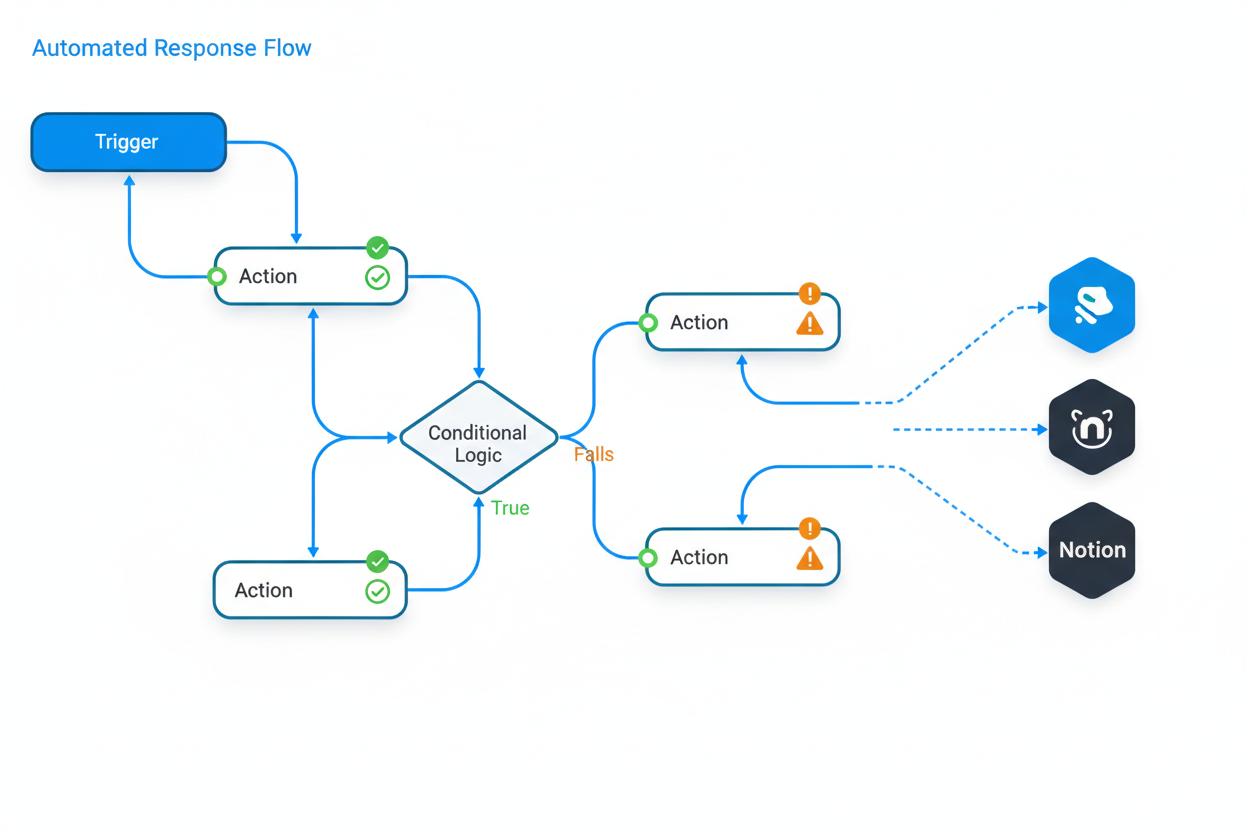 Automated Response Flow
Trigger
Action
Action
Conditional
Logic
Falls
True
Action
Action
n
Notion